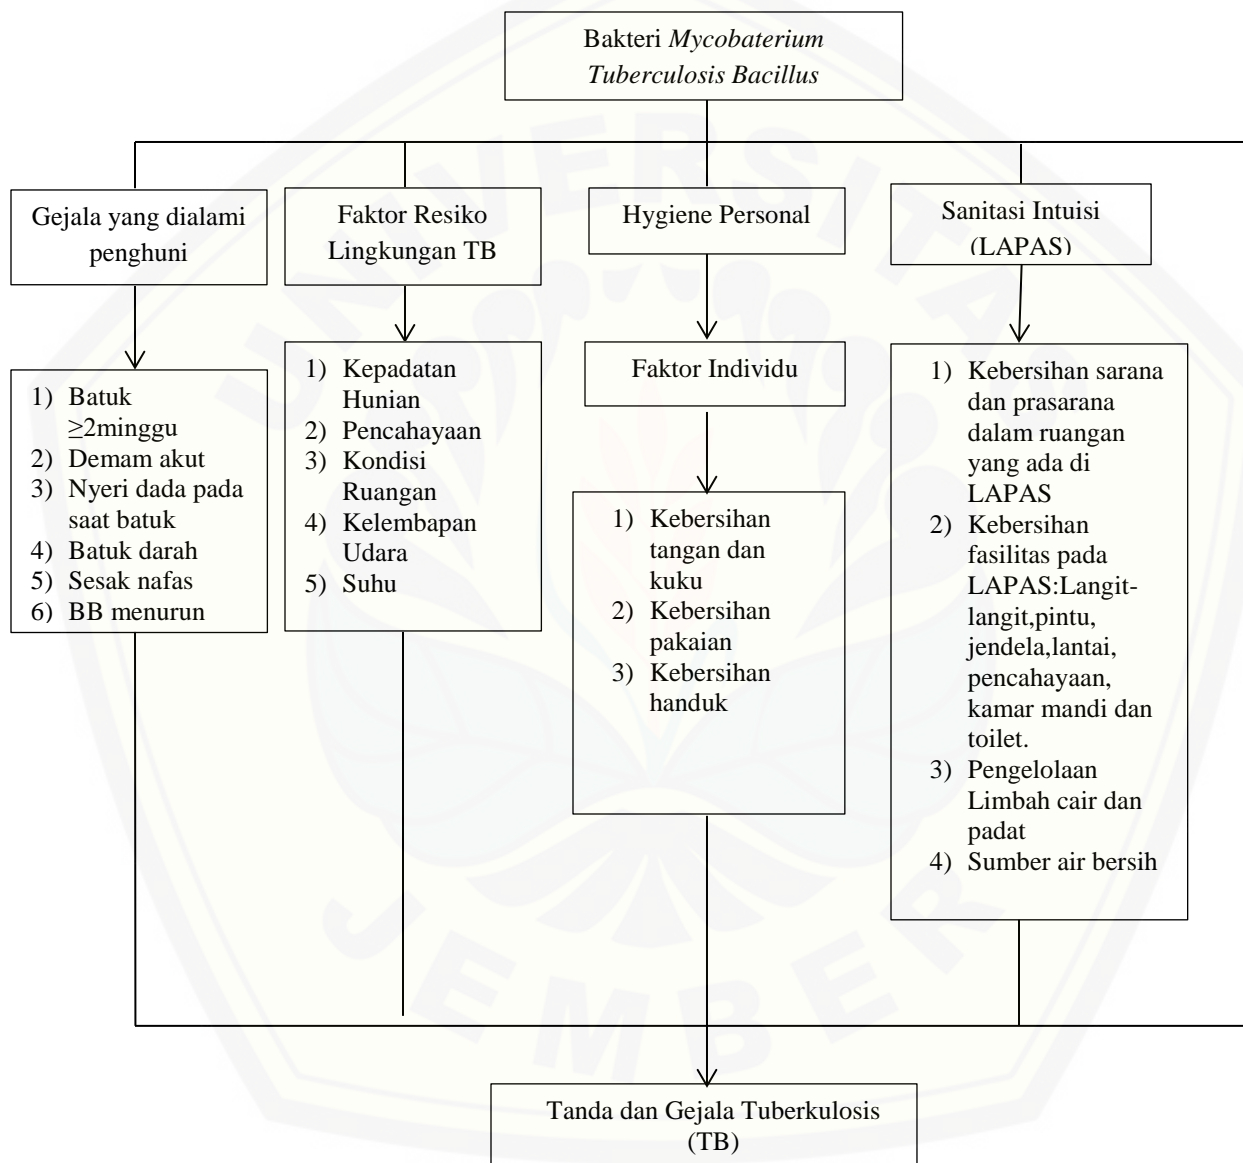 Bakteri Mycobaterium
Tuberculosis Bacillus
Gejala yang dialami
penghuni
Faktor Resiko
Lingkungan TB
Hygiene Personal
Sanitasi Intuisi
(LAPAS)
1) Batuk
≥2minggu
2) Demam akut
3) Nyeri dada pada
saat batuk
4) Batuk darah
5) Sesak nafas
6) BB menurun
1) Kepadatan
Hunian
2) Pencahayaan
3) Kondisi
Ruangan
4) Kelembapan
Udara
5) Suhu
Faktor Individu
1) Kebersihan
tangan dan
kuku
2) Kebersihan
pakaian
3) Kebersihan
handuk
1) Kebersihan sarana
dan prasarana
dalam ruangan
yang ada di
LAPAS
2) Kebersihan
fasilitas pada
LAPAS:Langit-
langit,pintu,
jendela,lantai,
pencahayaan,
kamar mandi dan
toilet.
3) Pengelolaan
Limbah cair dan
padat
4) Sumber air bersih
Tanda dan Gejala Tuberkulosis
(TB)
UNIVERSITAS
JEMBER